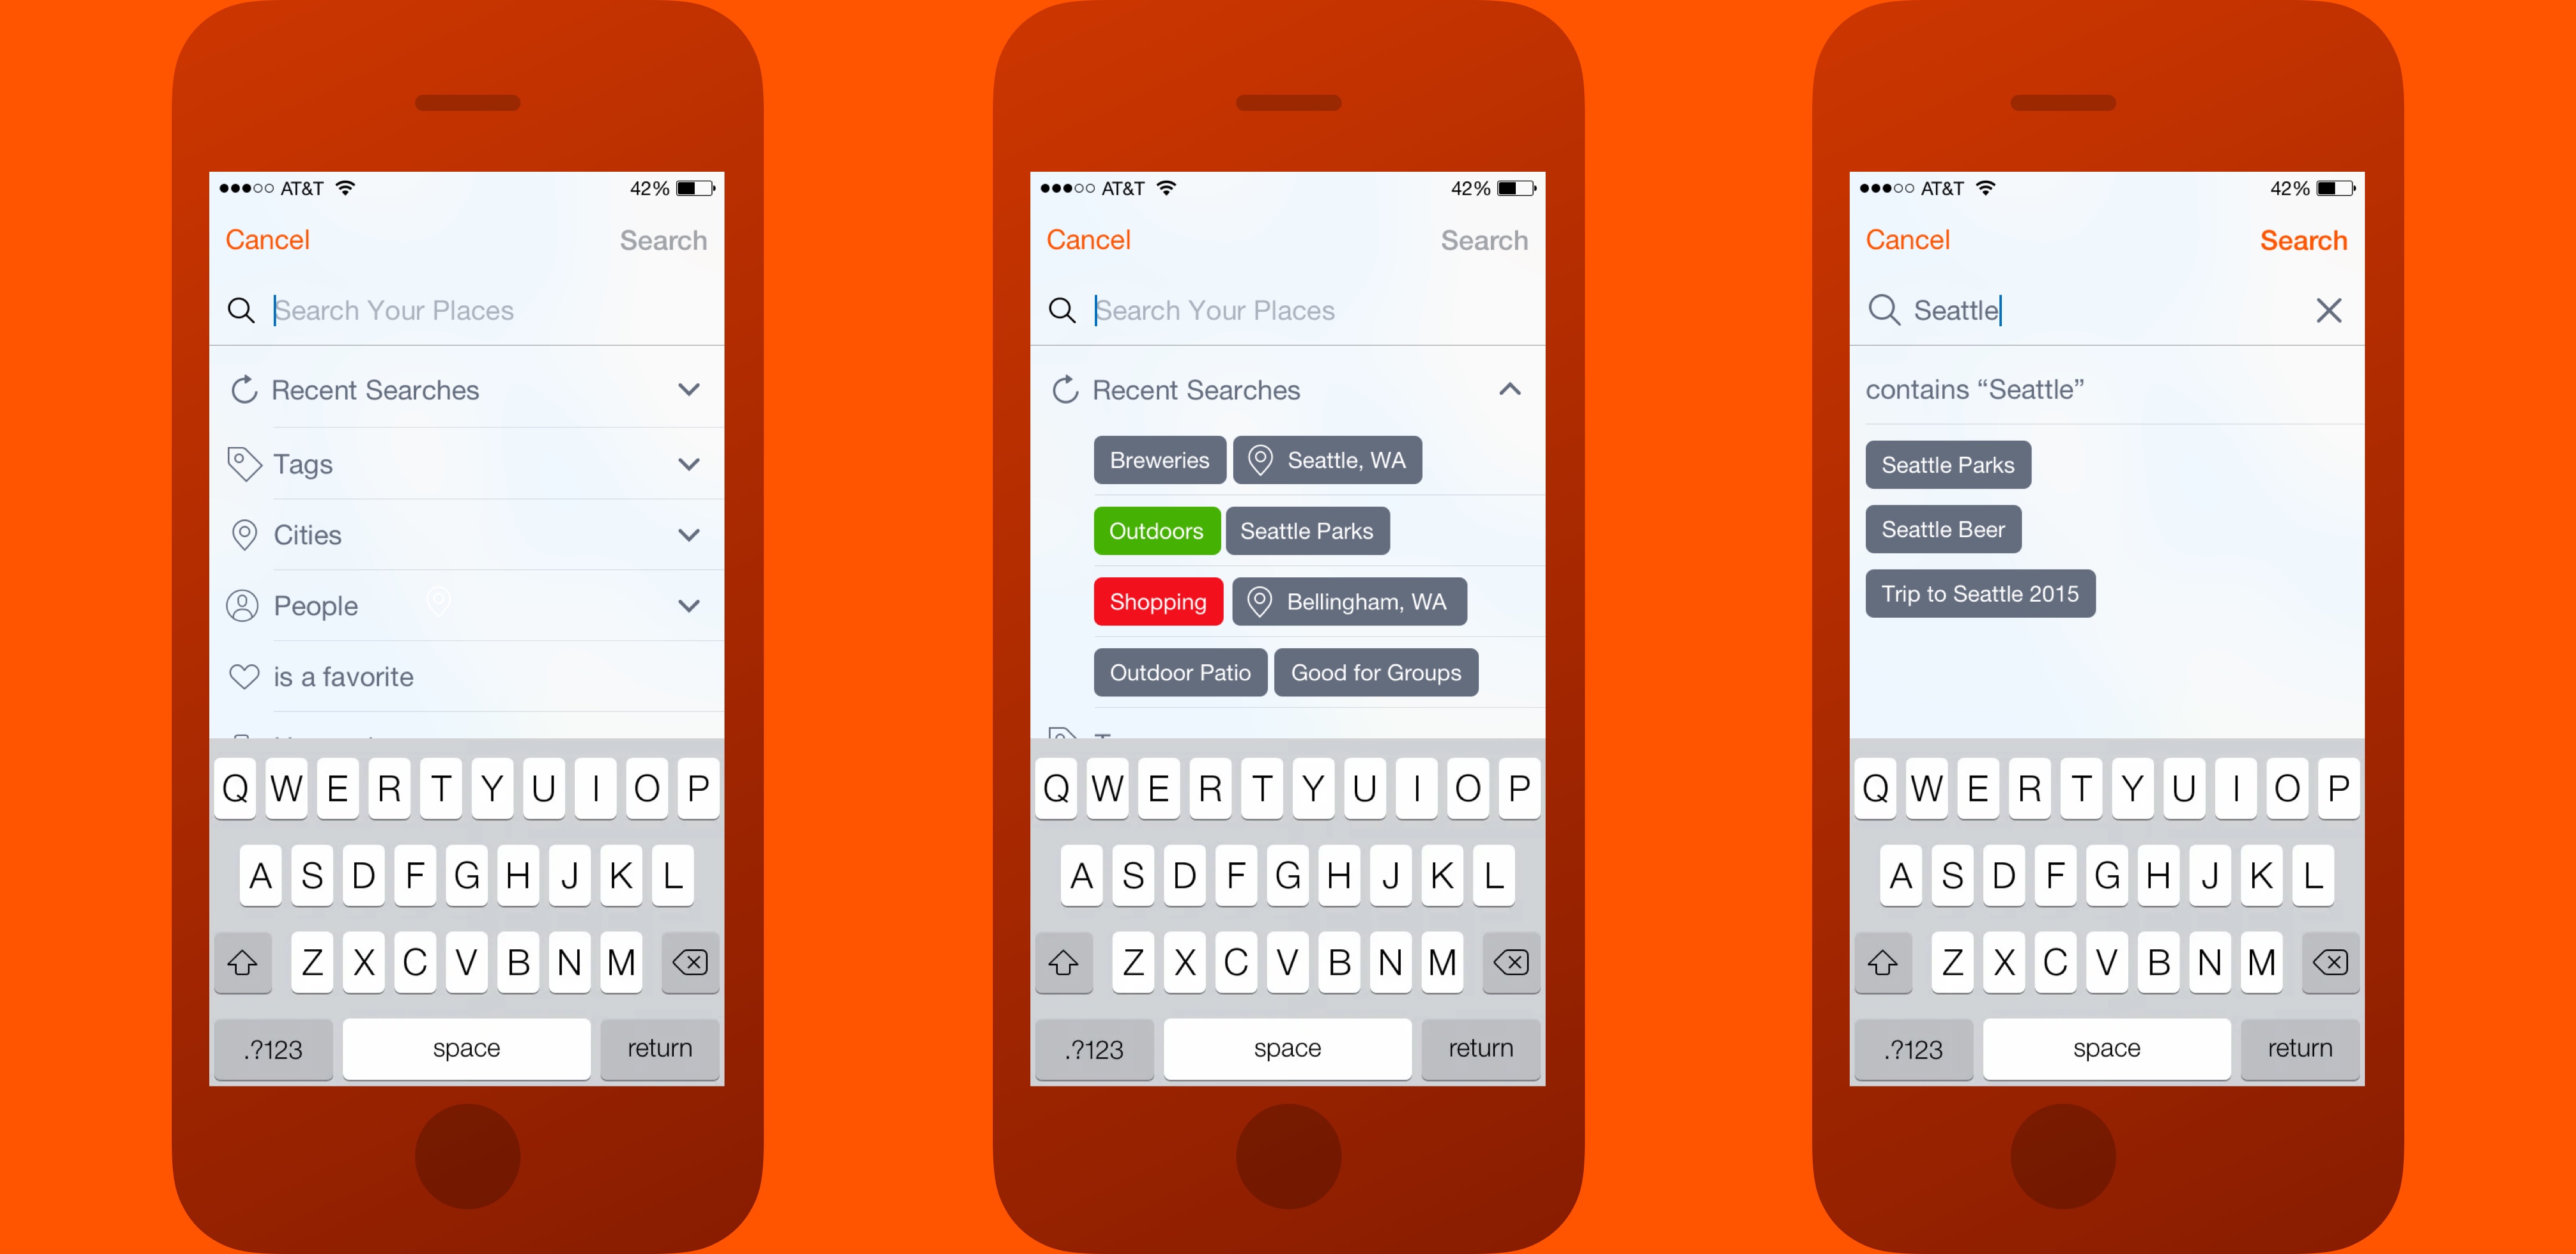 AT&T 42%
Cancel Search
Search Your Places
Recent Searches
Tags
Cities
People
is a favorite
Q W E R T Y U I O P
A S D F G H J K L
Z X C V B N M
.?123 space return
AT&T 42%
Cancel Search
Search Your Places
Recent Searches
Breweries Seattle, WA
Outdoors Seattle Parks
Shopping Bellingham, WA
Outdoor Patio Good for Groups
Q W E R T Y U I O P
A S D F G H J K L
Z X C V B N M
.?123 space return
AT&T 42%
Cancel Search
Seattle
contains “Seattle”
Seattle Parks
Seattle Beer
Trip to Seattle 2015
Q W E R T Y U I O P
A S D F G H J K L
Z X C V B N M
.?123 space return